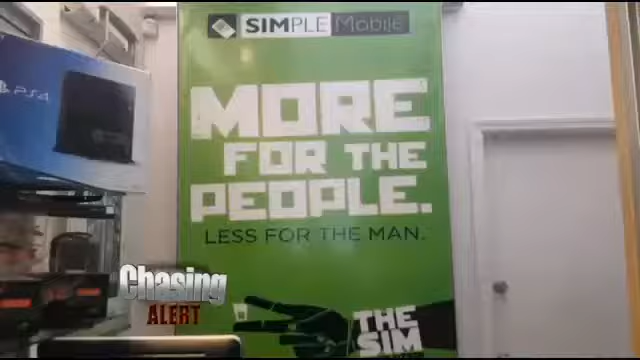 SIMPLE Mobile
MORE
FOR THE
PEOPLE.
LESS FOR THE MAN.
PS4
Chasing
ALERT
THE
SIM